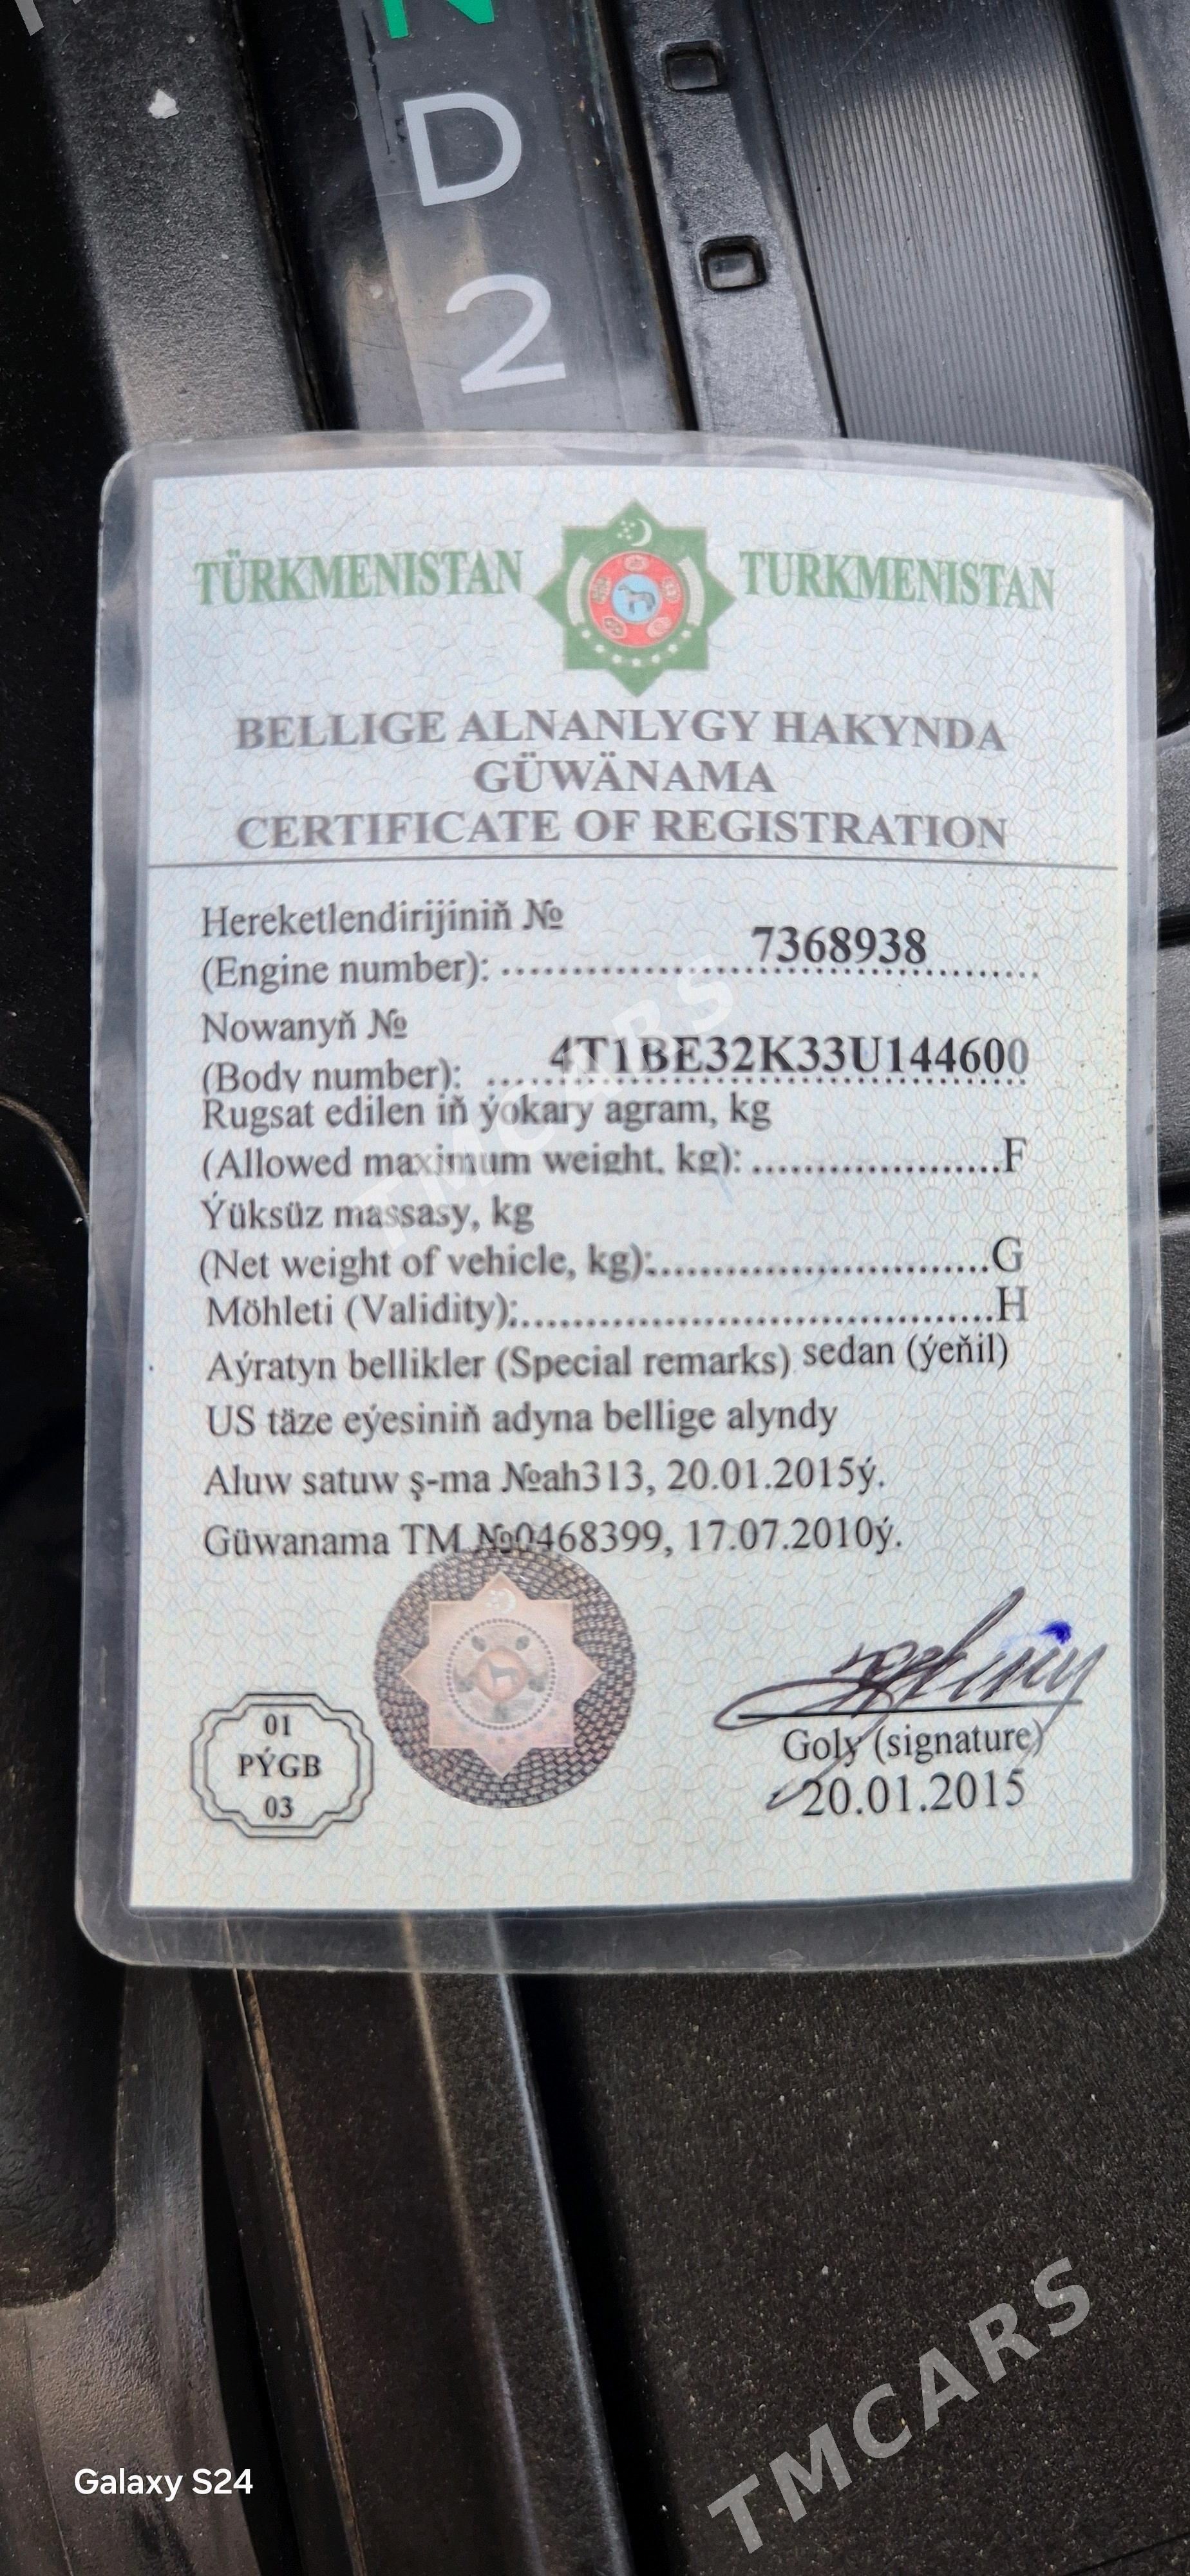 N
D
2
TÜRKMENISTAN TURKMENISTAN
BELLIGE ALNANLYGY HAKYNDA
GÜWÄNAMA
CERTIFICATE OF REGISTRATION
Hereketlendirijiniň №
(Engine number): 7368938
Nowanyň №
(Body number): 4T1BE32K33U144600
Rugsat edilen iň ýokary agram, kg
(Allowed maximum weight, kg): F
Ýüksüz massasy, kg
(Net weight of vehicle, kg): G
Möhleti (Validity): H
Aýratyn bellikler (Special remarks) sedan (ýeňil)
US täze eýesiniň adyna bellige alyndy
Aluw satuw ş-ma №ah313, 20.01.2015ý.
Güwanama TM №0468399, 17.07.2010ý.
01
PÝGB
03
Goly (signature)
20.01.2015
TMCARS
TMCARS
Galaxy S24